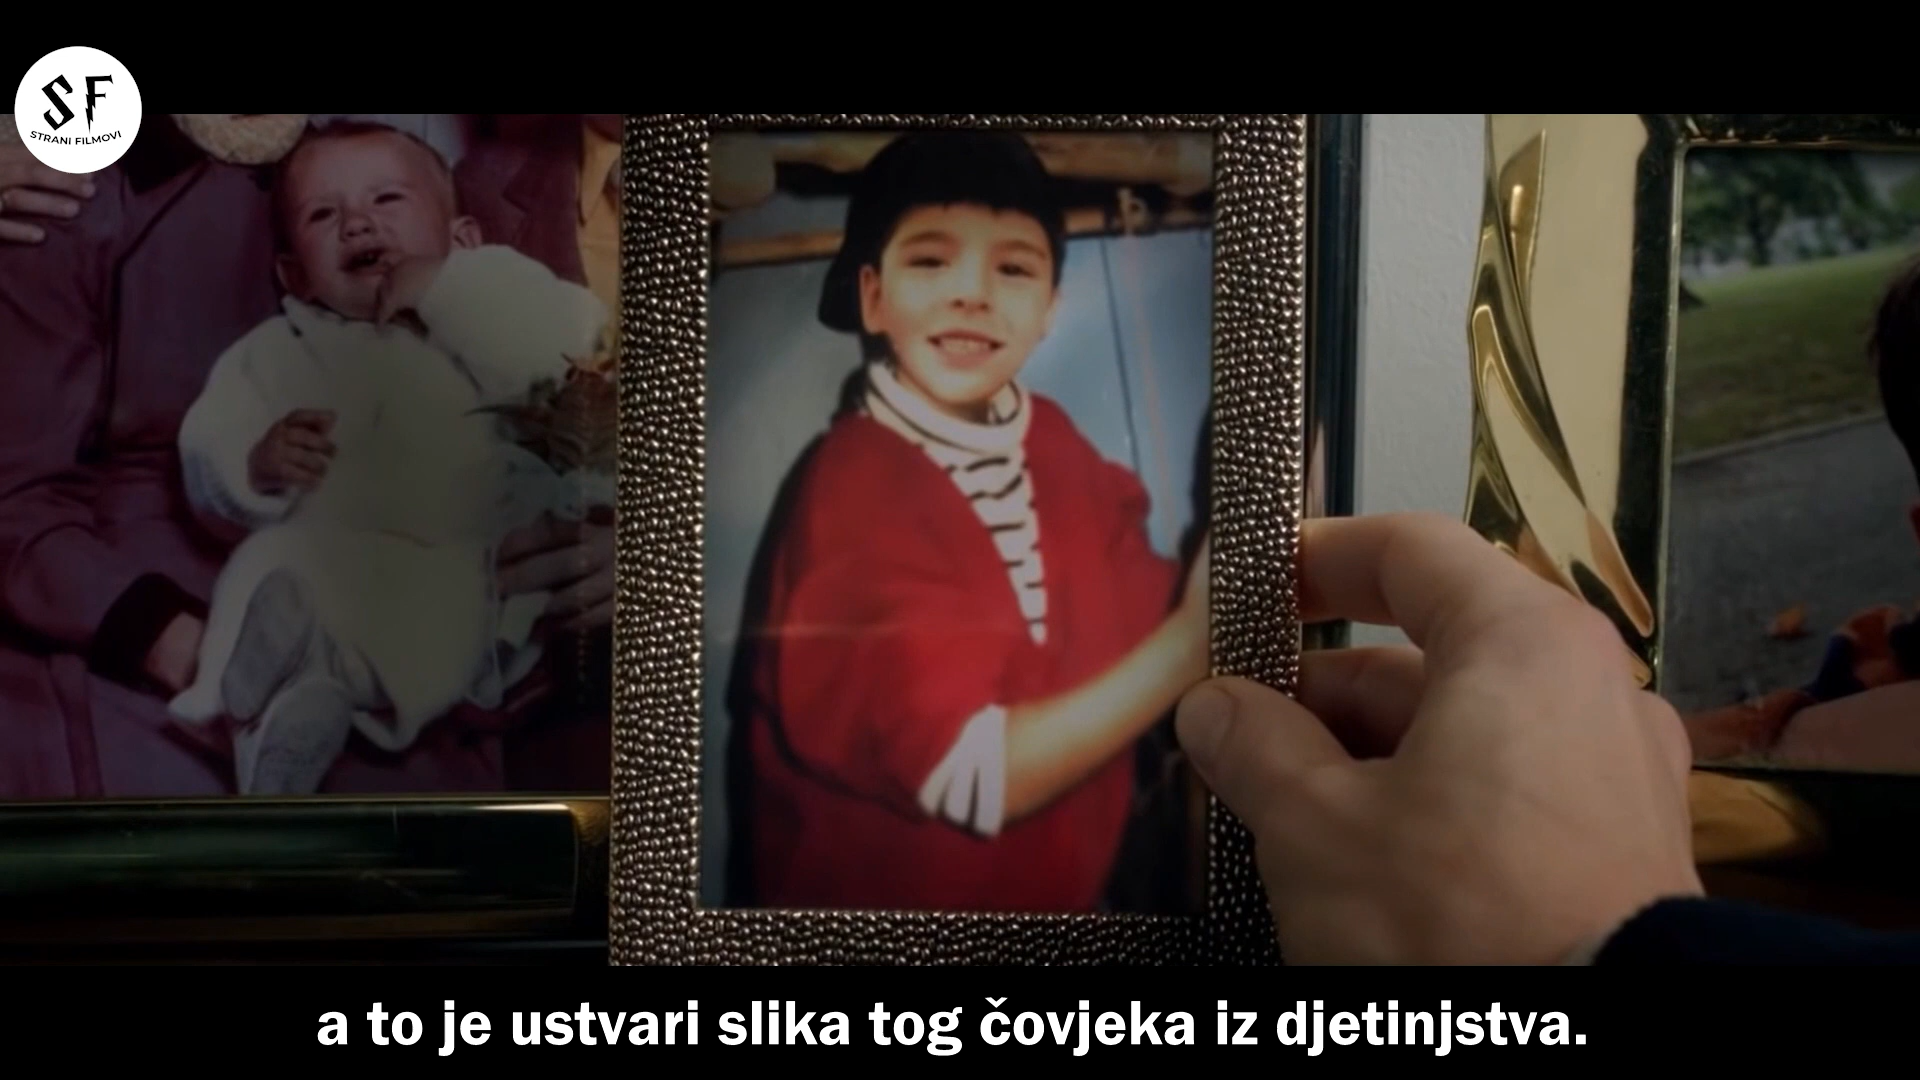 SF
STRANI FILMOVI
a to je ustvari slika tog čovjeka iz djetinjstva.